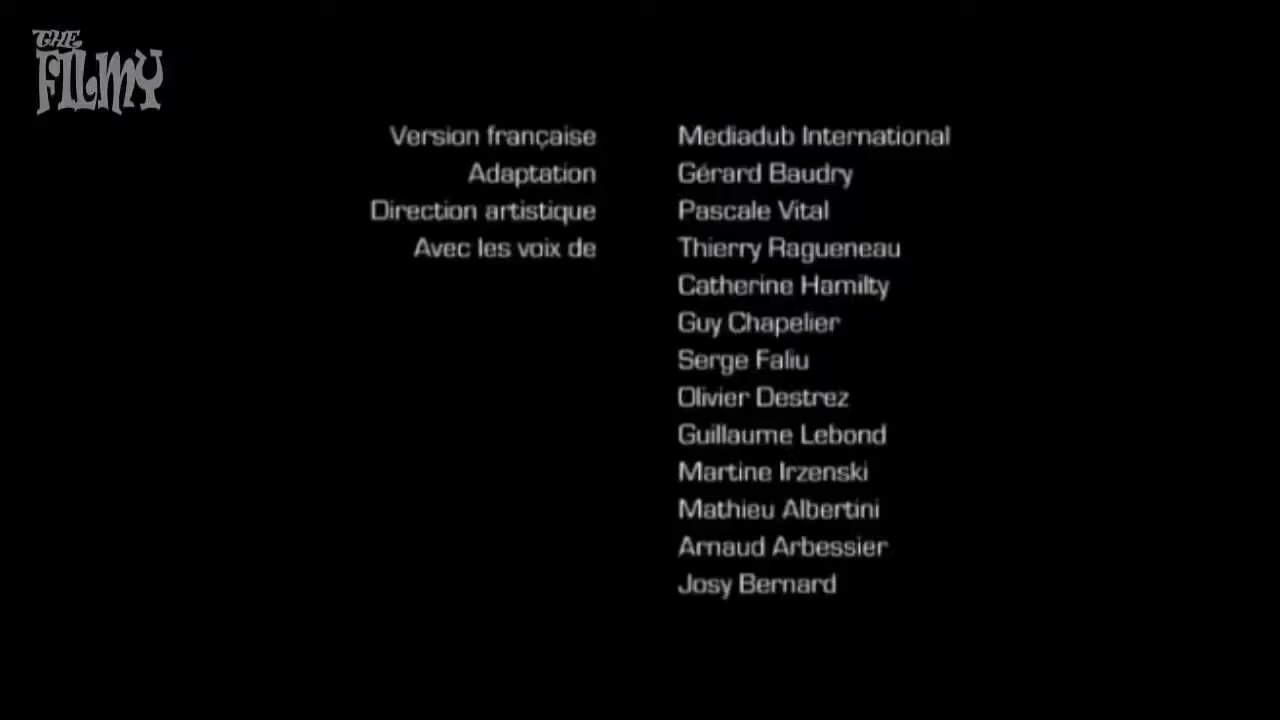 THE
FILMY
Version française Mediadub International
Adaptation Gérard Baudry
Direction artistique Pascale Vital
Avec les voix de Thierry Ragueneau
Catherine Hamilty
Guy Chapelier
Serge Faliu
Olivier Destrez
Guillaume Lebond
Martine Irzenski
Mathieu Albertini
Arnaud Arbessier
Josy Bernard